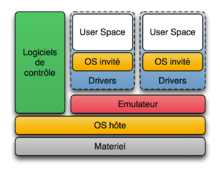 Logiciels
de
contrôle
User Space
User Space
OS invité
OS invité
Drivers
Drivers
Emulateur
OS hôte
Materiel